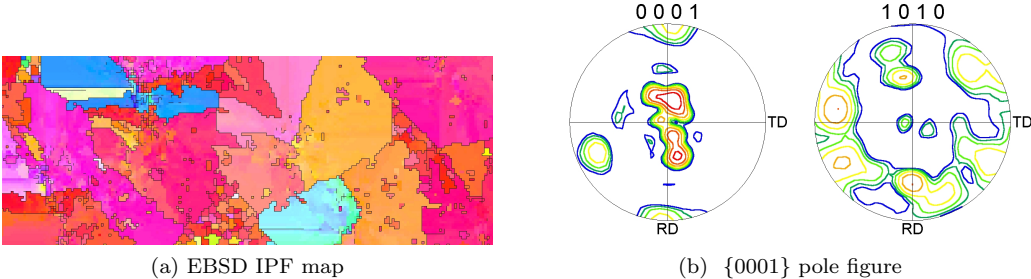 0 0 0 1
1 0 1 0
TD
TD
RD
RD
(a) EBSD IPF map
(b) {0001} pole figure